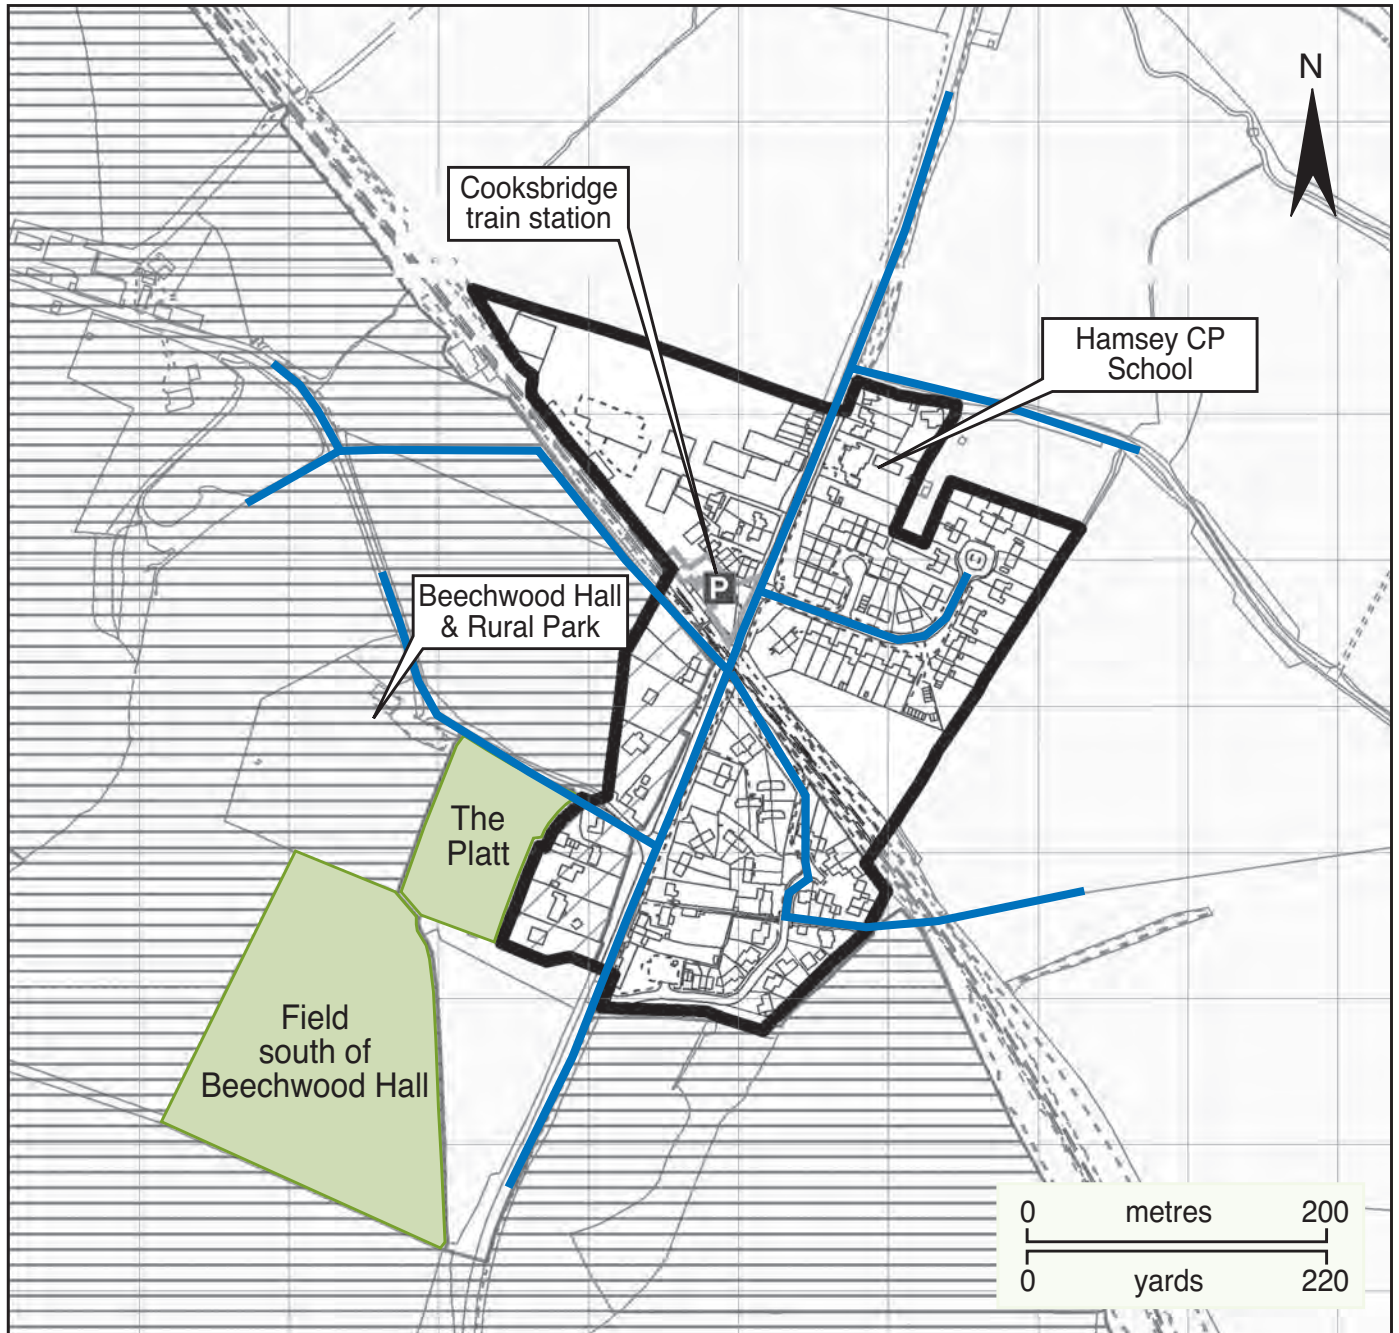 N
Cooksbridge
train station
Hamsey CP
School
P
Beechwood Hall
& Rural Park
The
Platt
Field
south of
Beechwood Hall
0 metres 200
0 yards 220